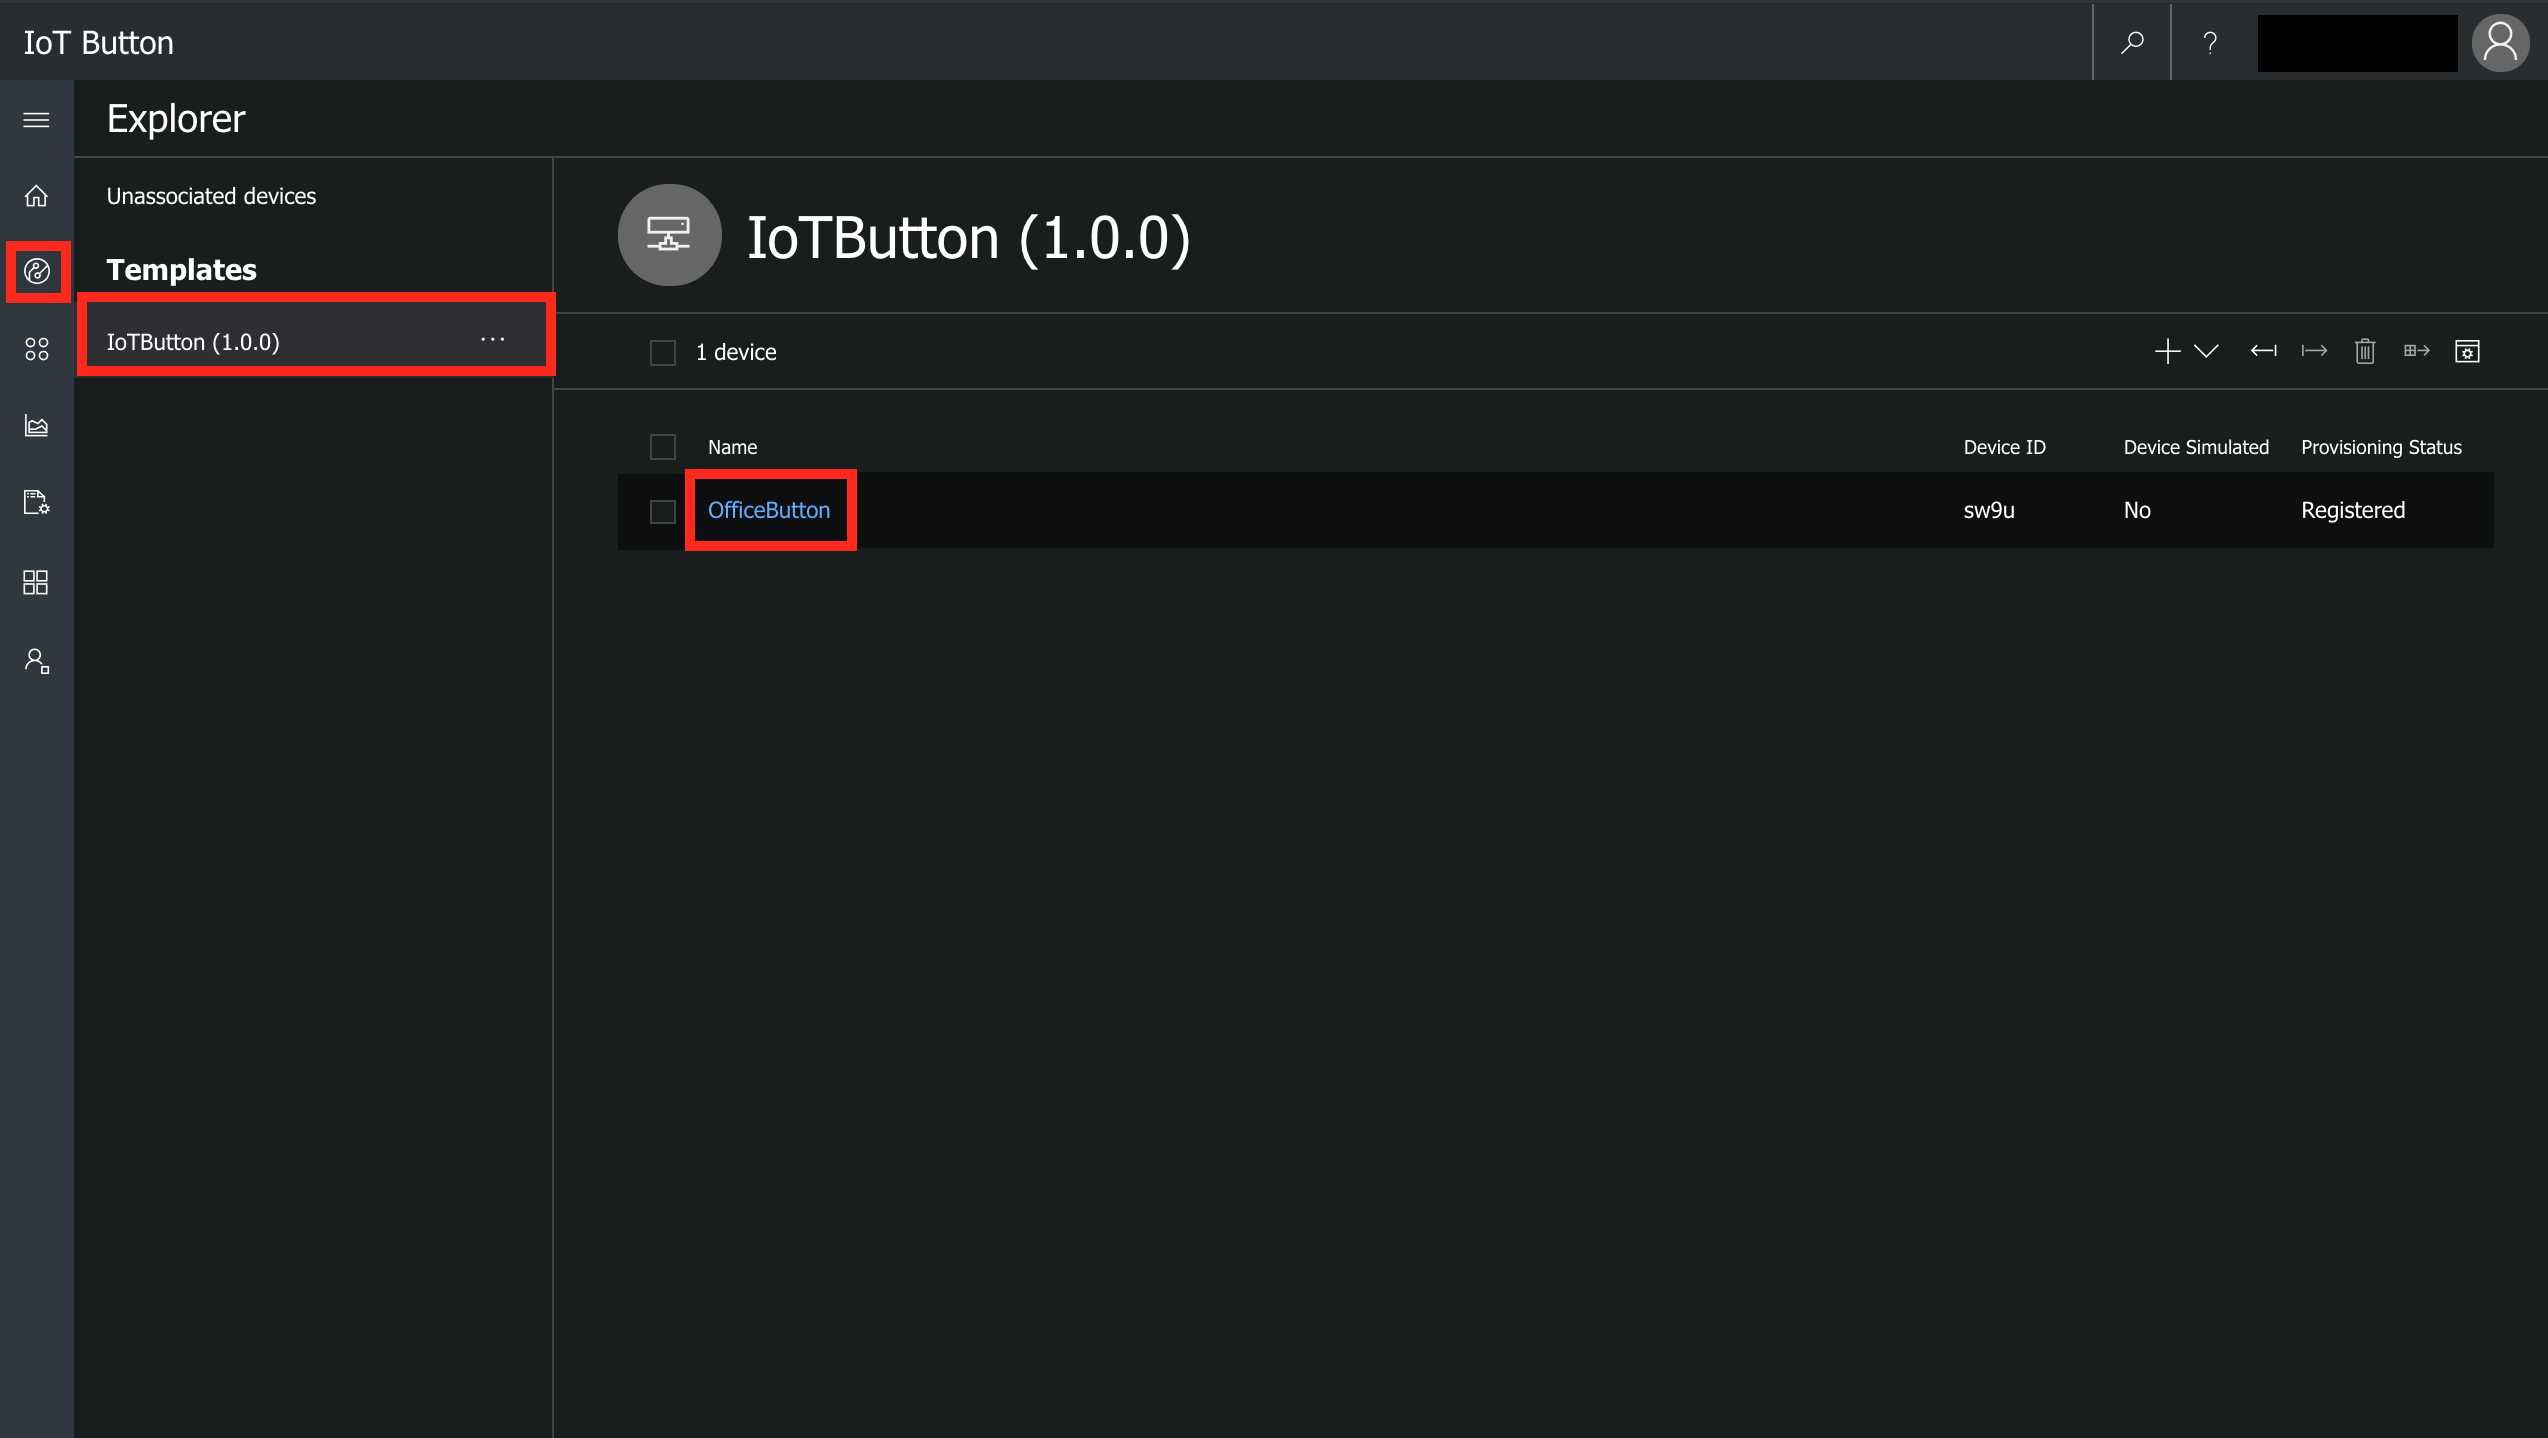 IoT Button
?
Explorer
Unassociated devices
Templates
IoTButton (1.0.0)
...
IoTButton (1.0.0)
1 device
Name Device ID Device Simulated Provisioning Status
OfficeButton sw9u No Registered